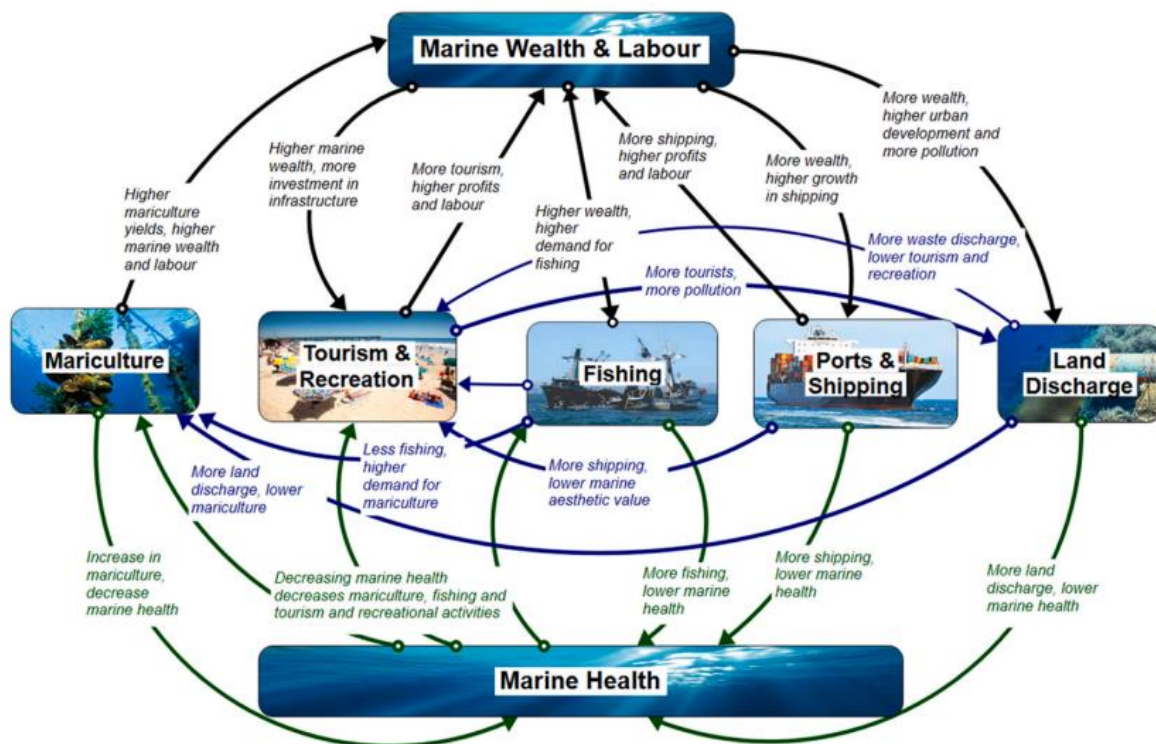 Marine Wealth & Labour
More wealth,
higher urban
development and
more pollution
Higher marine
wealth, more
investment in
infrastructure
More tourism,
higher profits
and labour
More shipping,
higher profits
and labour
More wealth,
higher growth
in shipping
Higher
mariculture
yields, higher
marine wealth
and labour
Higher wealth,
higher
demand for
fishing
More waste discharge,
lower tourism and
recreation
More tourists,
more pollution
Mariculture
Tourism &
Recreation
Fishing
Ports &
Shipping
Land
Discharge
More land
discharge, lower
mariculture
Less fishing,
higher
demand for
mariculture
More shipping,
lower marine
aesthetic value
Increase in
mariculture,
decrease
marine health
Decreasing marine health
decreases mariculture, fishing and
tourism and recreational activities
More fishing,
lower marine
health
More shipping,
lower marine
health
More land
discharge, lower
marine health
Marine Health